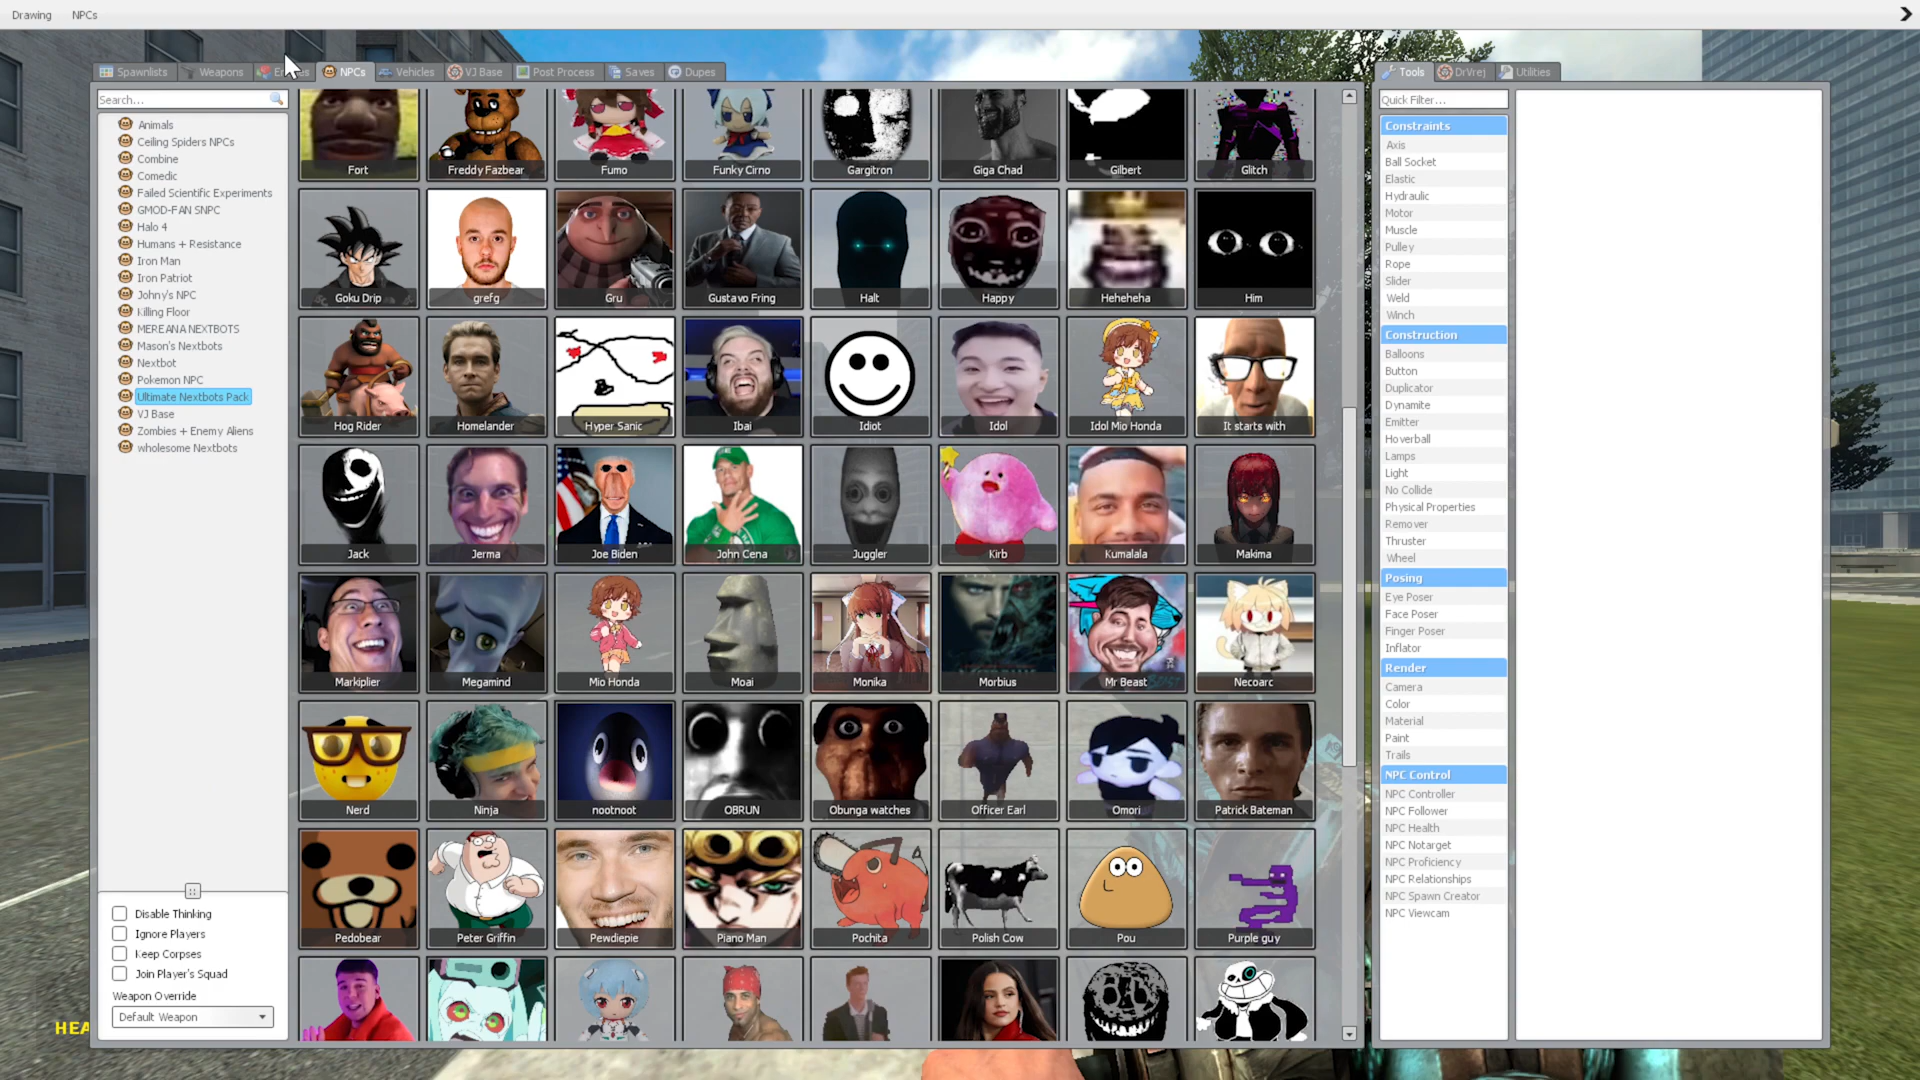 Drawing NPCs
Spawnlists Weapons NPCs Vehicles VJ Base Post Process Saves Dupes
Tools DrVrej Utilities
Search...
Animals
Ceiling Spiders NPCs
Combine
Comedic
Failed Scientific Experiments
GMOD-FAN SNPC
Halo 4
Humans + Resistance
Iron Man
Iron Patriot
Johny's NPC
Killing Floor
MEREANA NEXTBOTS
Mason's Nextbots
Nextbot
Pokemon NPC
Ultimate Nextbots Pack
VJ Base
Zombies + Enemy Aliens
wholesome Nextbots
Disable Thinking
Ignore Players
Keep Corpses
Join Player's Squad
Weapon Override
Default Weapon
HEA
Fort Freddy Fazbear Fumo Funky Cirno Gargitron Giga Chad Gilbert Glitch
Goku Drip grefg Gru Gustavo Fring Halt Happy Heheheha Him
Hog Rider Homelander Hyper Sanic Ibai Idiot Idol Idol Mio Honda It starts with
Jack Jerma Joe Biden John Cena Juggler Kirb Kumalala Makima
Markiplier Megamind Mio Honda Moai Monika Morbius Mr Beast Necoarc
Nerd Ninja nootnoot OBRUN Obunga watches Officer Earl Omori Patrick Bateman
Pedobear Peter Griffin Pewdiepie Piano Man Pochita Polish Cow Pou Purple guy
Quick Filter...
Constraints
Axis
Ball Socket
Elastic
Hydraulic
Motor
Muscle
Pulley
Rope
Slider
Weld
Winch
Construction
Balloons
Button
Duplicator
Dynamite
Emitter
Hoverball
Lamps
Light
No Collide
Physical Properties
Remover
Thruster
Wheel
Posing
Eye Poser
Face Poser
Finger Poser
Inflator
Render
Camera
Color
Material
Paint
Trails
NPC Control
NPC Controller
NPC Follower
NPC Health
NPC Notarget
NPC Proficiency
NPC Relationships
NPC Spawn Creator
NPC Viewcam